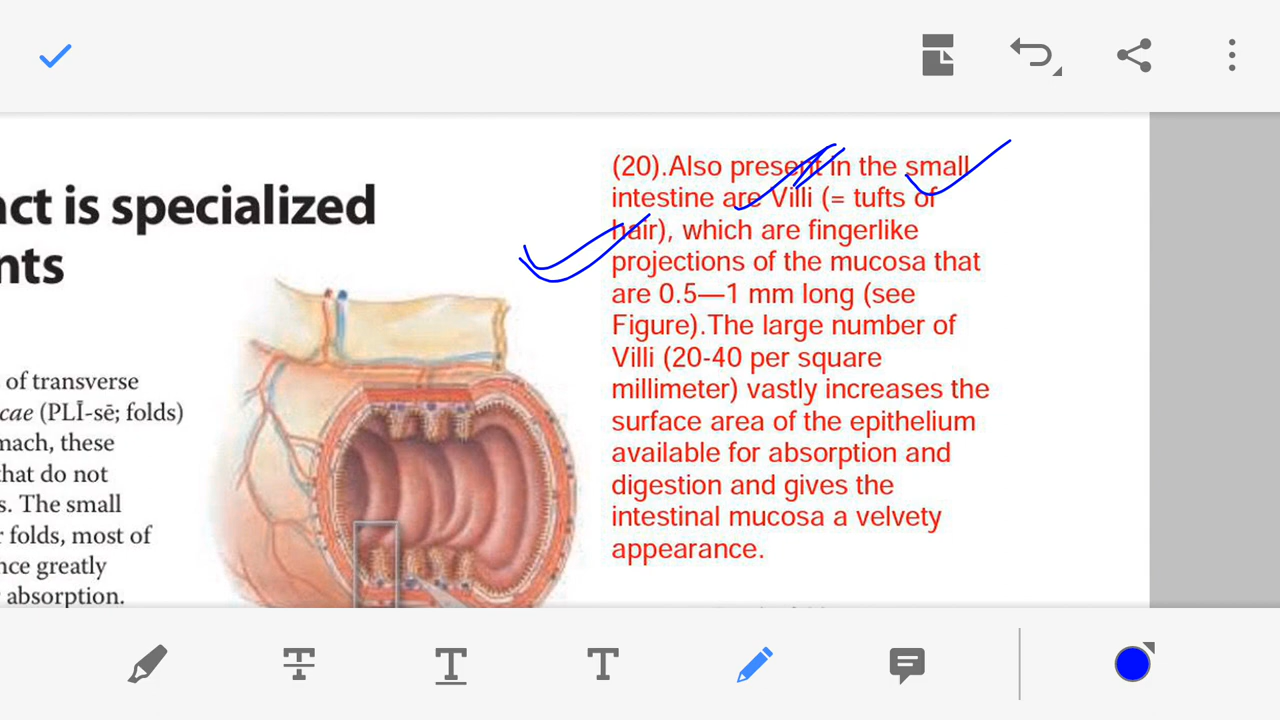 act is specialized
nts
of transverse
cae (PLĪ-sē; folds)
mach, these
that do not
s. The small
r folds, most of
nce greatly
absorption.
(20).Also present in the small
intestine are Villi (= tufts of
hair), which are fingerlike
projections of the mucosa that
are 0.5—1 mm long (see
Figure).The large number of
Villi (20-40 per square
millimeter) vastly increases the
surface area of the epithelium
available for absorption and
digestion and gives the
intestinal mucosa a velvety
appearance.